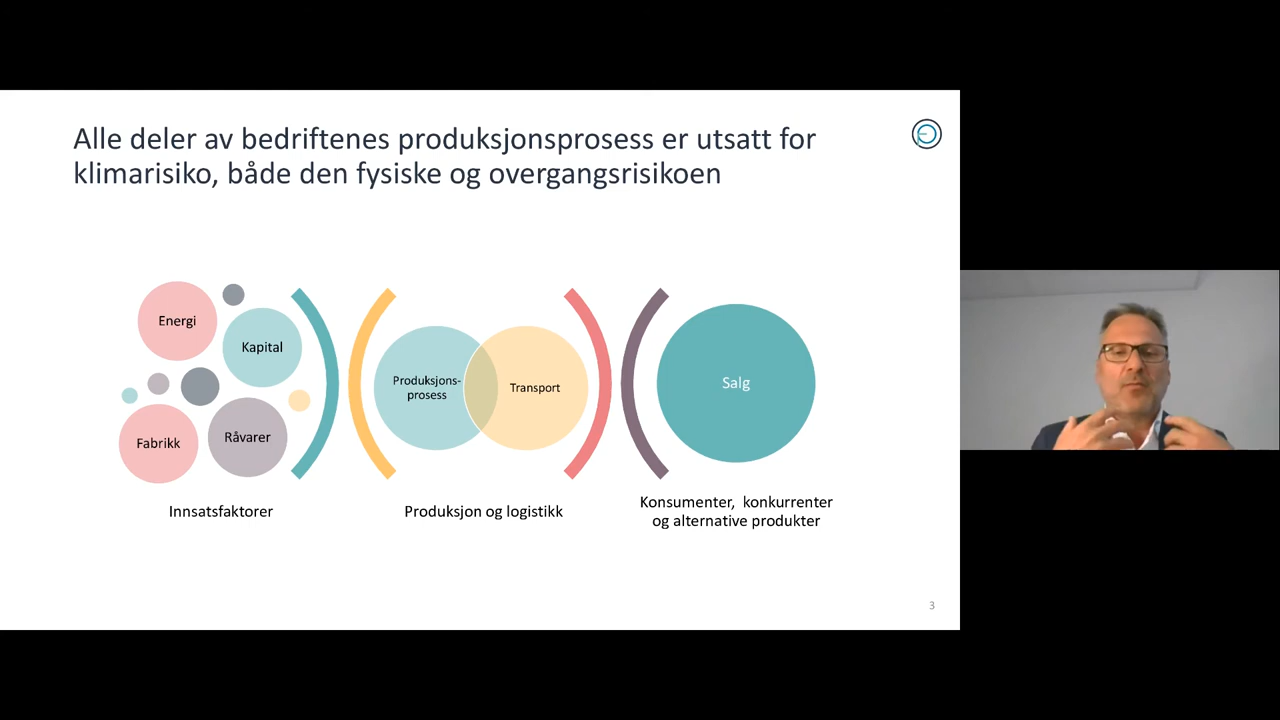 Alle deler av bedriftenes produksjonsprosess er utsatt for
klimarisiko, både den fysiske og overgangsrisikoen
Energi
Kapital
Fabrikk
Råvarer
Produksjons-
prosess
Transport
Salg
Innsatsfaktorer
Produksjon og logistikk
Konsumenter, konkurrenter
og alternative produkter
3